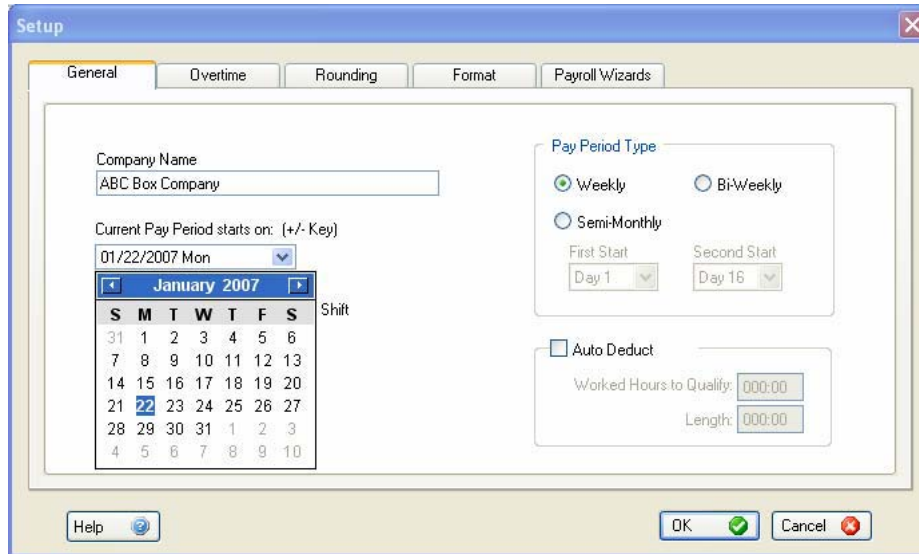 Setup
General Overtime Rounding Format Payroll Wizards
Company Name
ABC Box Company
Current Pay Period starts on: (+/- Key)
01/22/2007 Mon
January 2007
S M T W T F S
31 1 2 3 4 5 6
7 8 9 10 11 12 13
14 15 16 17 18 19 20
21 22 23 24 25 26 27
28 29 30 31 1 2 3
4 5 6 7 8 9 10
Shift
Pay Period Type
Weekly Bi-Weekly
Semi-Monthly
First Start Second Start
Day 1 Day 16
Auto Deduct
Worked Hours to Qualify: 000:00
Length: 000:00
Help OK Cancel